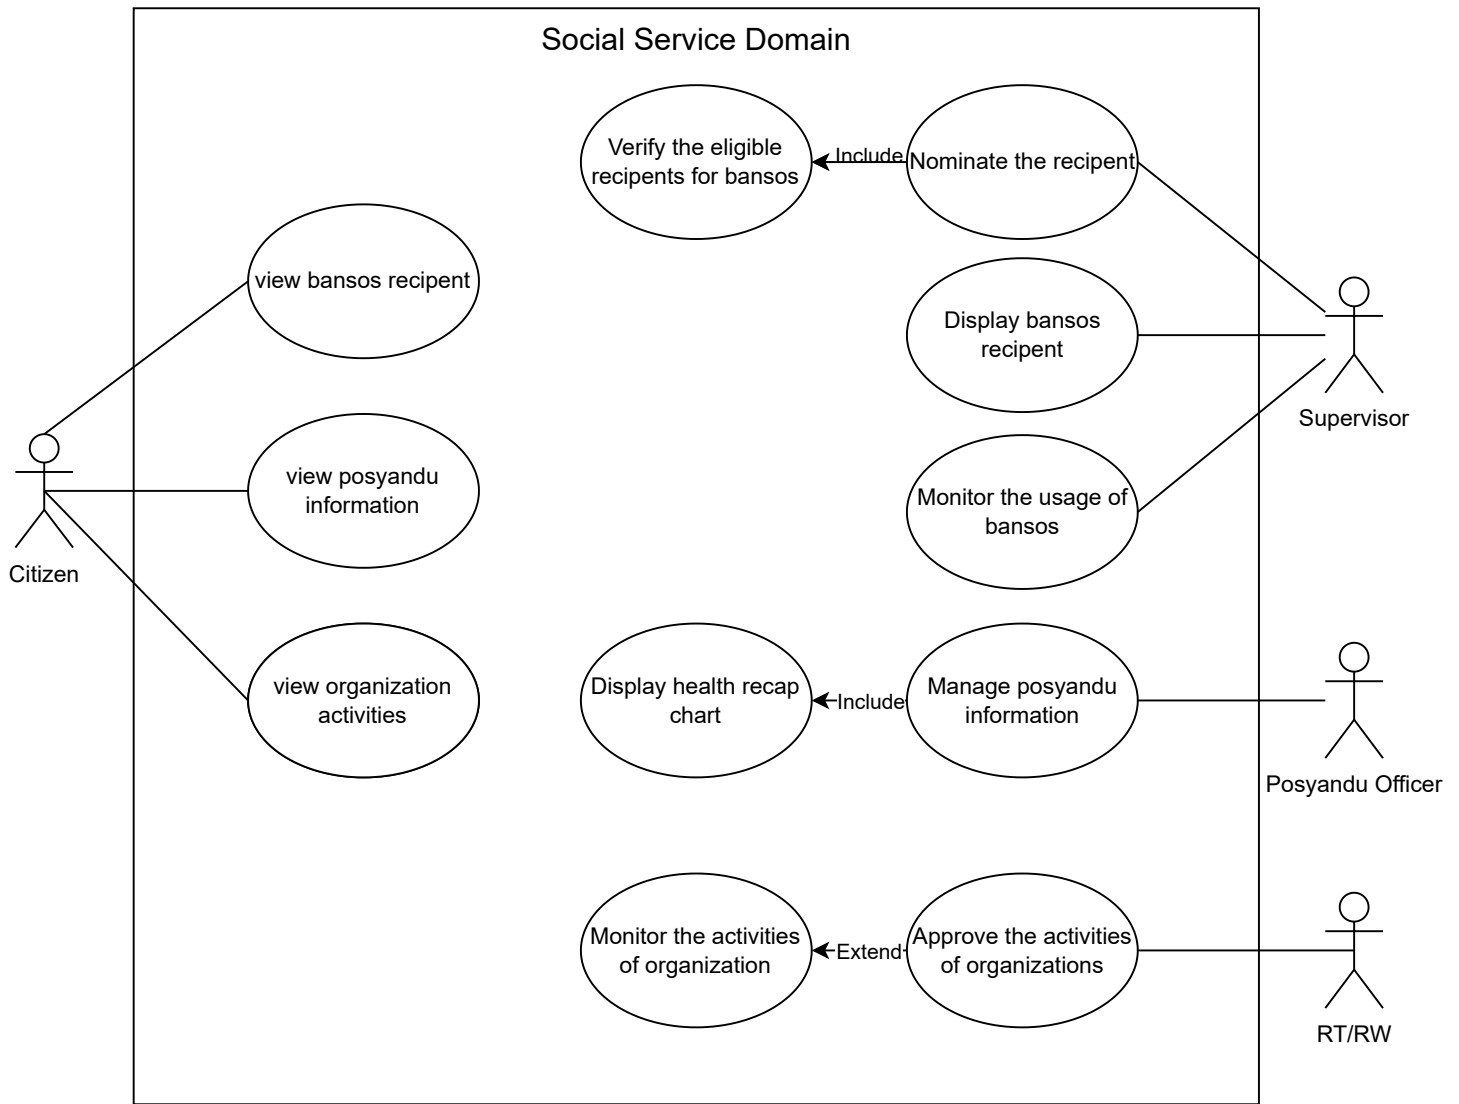 Social Service Domain
Verify the eligible
recipents for bansos
Include
Nominate the recipent
view bansos recipent
Display bansos
recipent
Supervisor
view posyandu
information
Monitor the usage of
bansos
Citizen
view organization
activities
Display health recap
chart
Include
Manage posyandu
information
Posyandu Officer
Monitor the activities
of organization
Extend
Approve the activities
of organizations
RT/RW